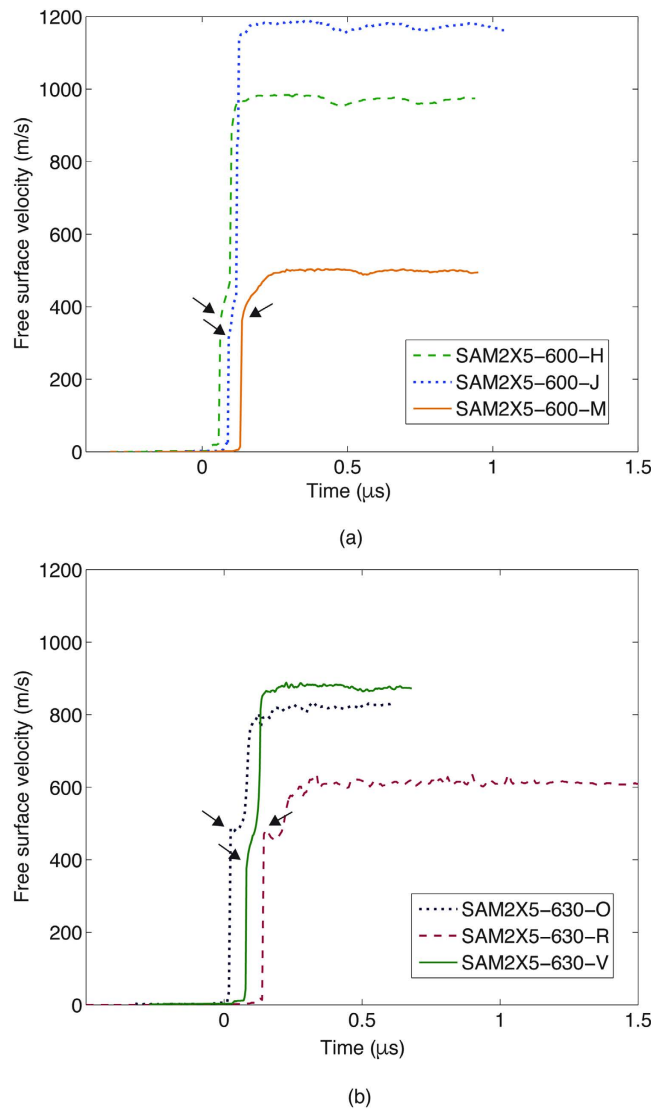 1200
1000
800
600
400
200
0
Free surface velocity (m/s)
SAM2X5-600-H
SAM2X5-600-J
SAM2X5-600-M
0 0.5 1 1.5
Time (μs)
(a)
1200
1000
800
600
400
200
0
Free surface velocity (m/s)
SAM2X5-630-O
SAM2X5-630-R
SAM2X5-630-V
0 0.5 1 1.5
Time (μs)
(b)